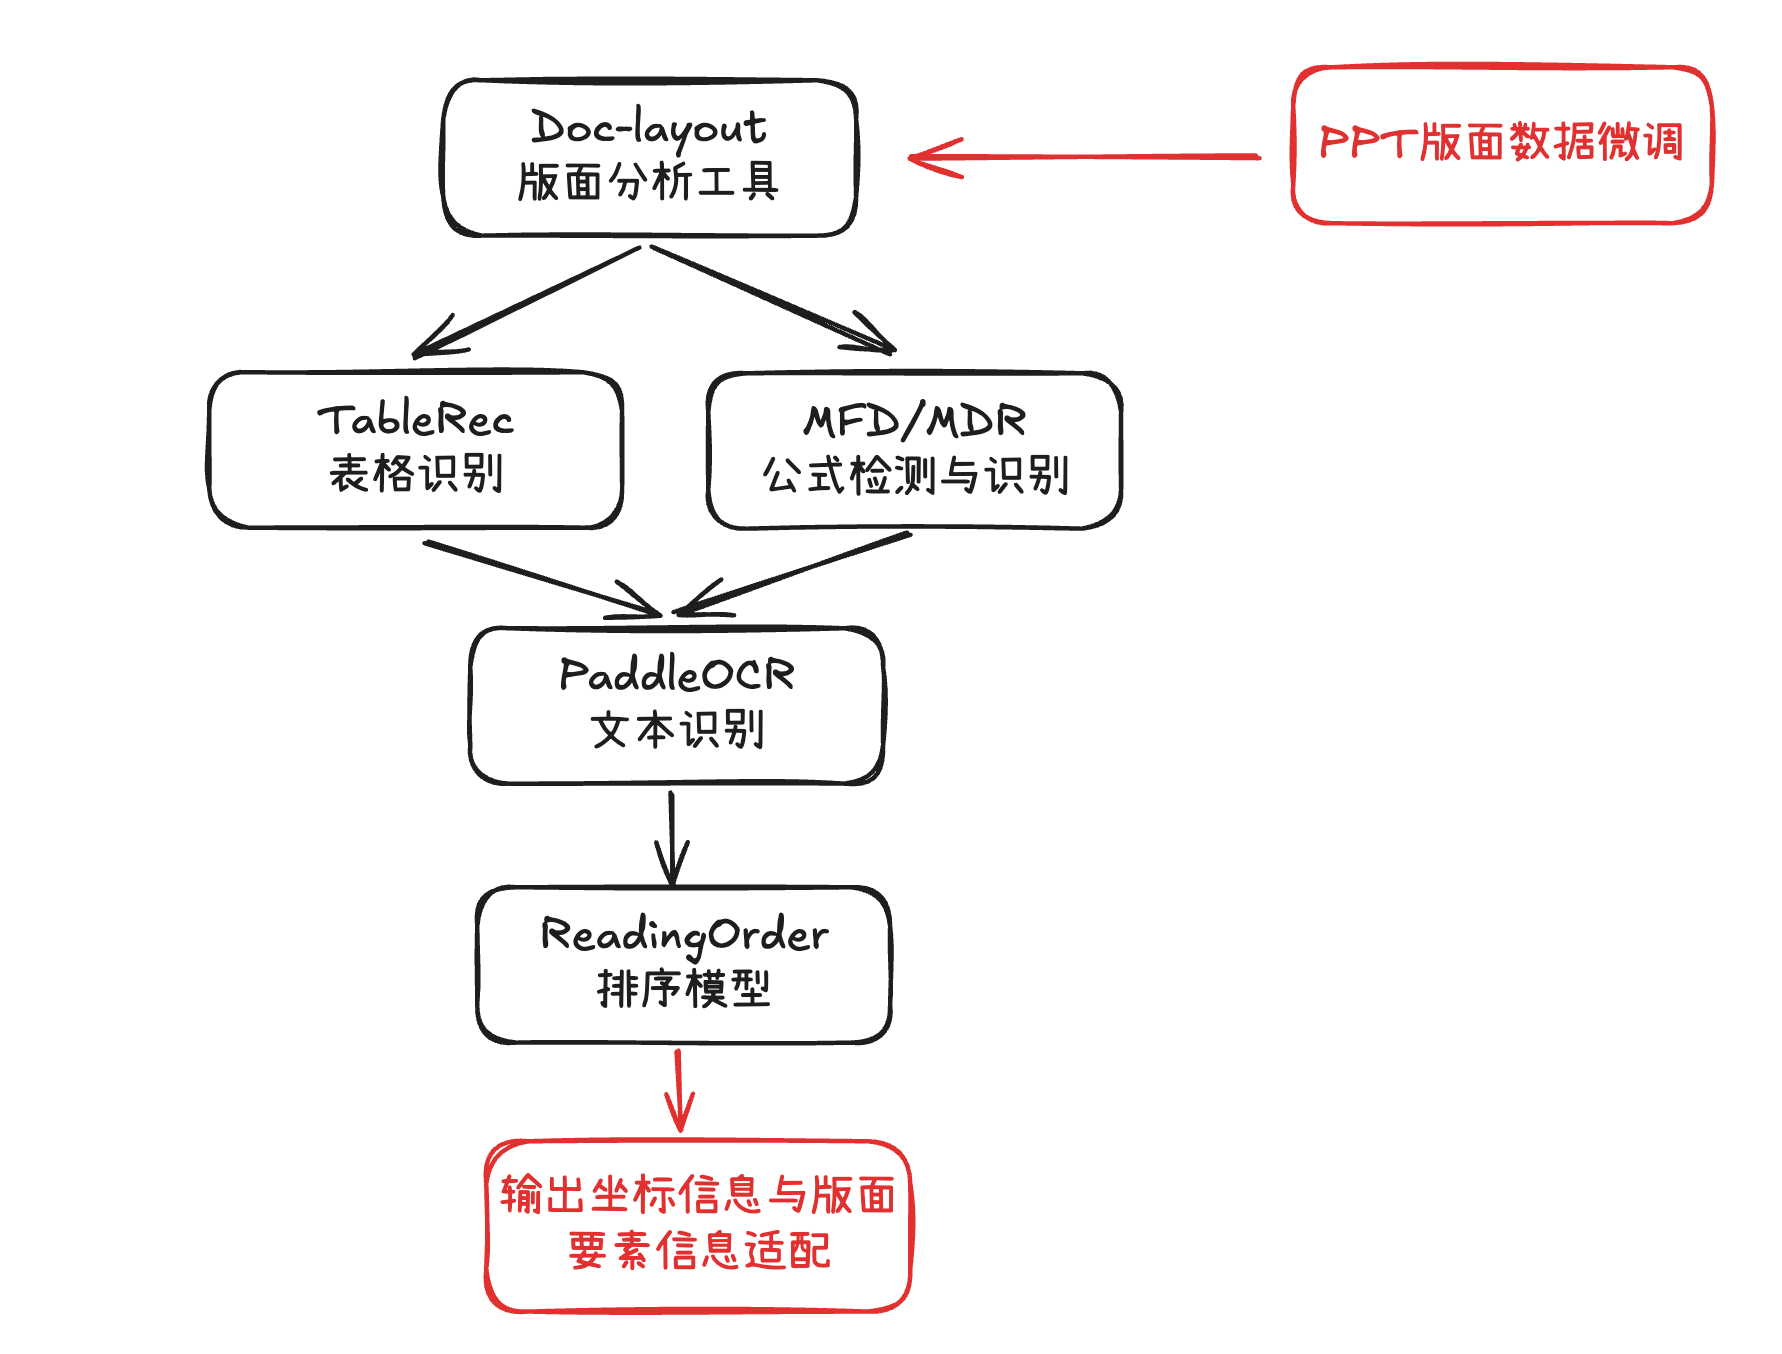 Doc-layout
版面分析工具
PPT版面数据微调
TableRec
表格识别
MFD/MDR
公式检测与识别
PaddleOCR
文本识别
ReadingOrder
排序模型
输出坐标信息与版面
要素信息适配